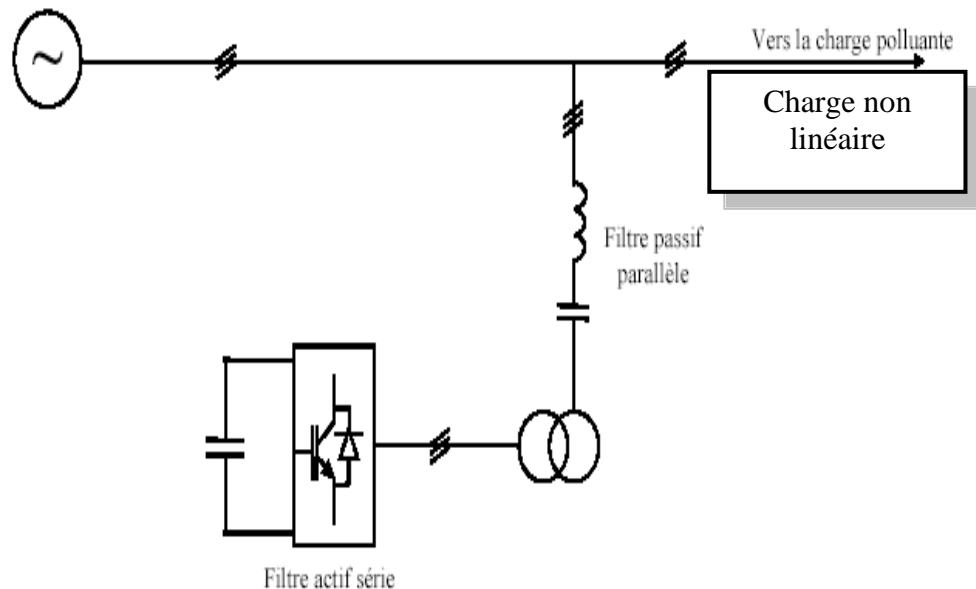 Vers la charge polluante
Charge non
linéaire
Filtre passif
parallèle
Filtre actif série